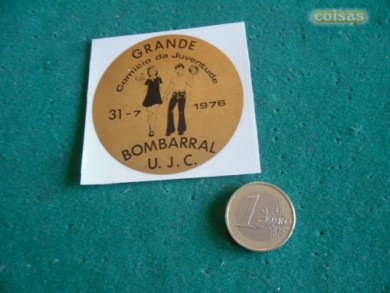 coisas
GRANDE
Comício da Juventude
31-7 1976
BOMBARRAL
U.J.C.
1
EURO